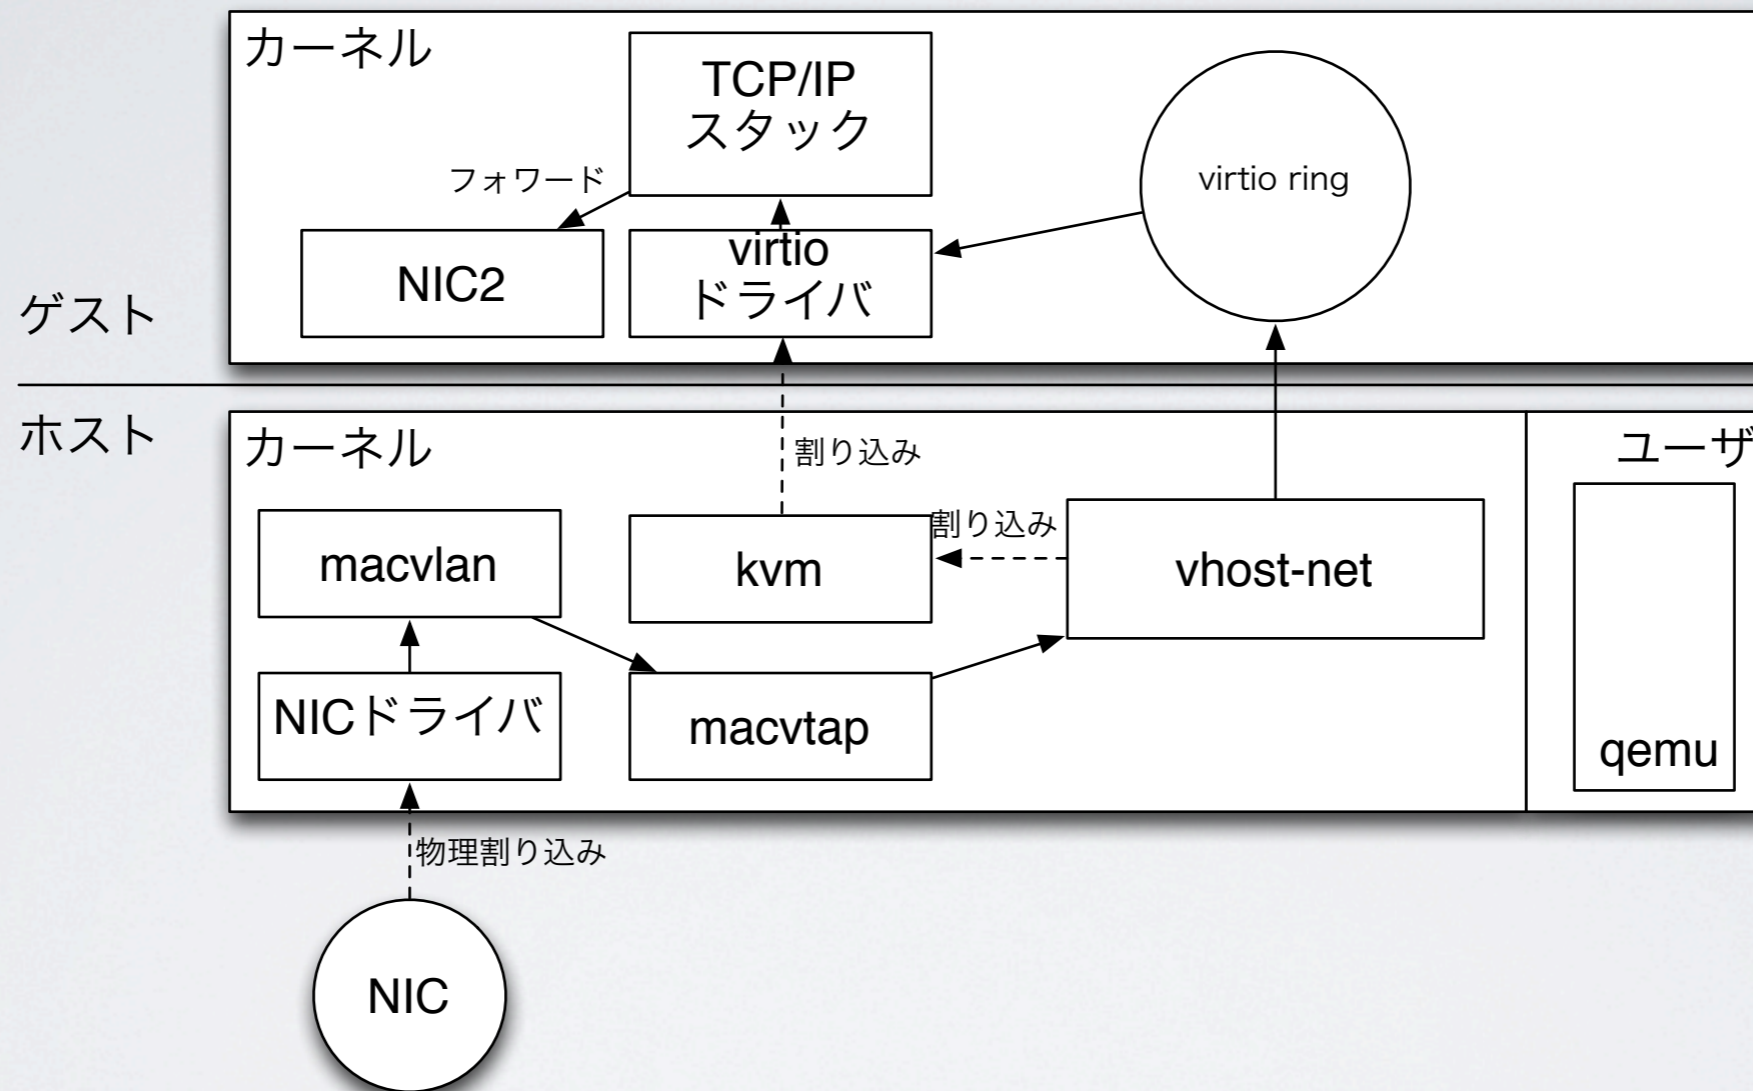 カーネル
TCP/IP
スタック
virtio ring
フォワード
NIC2
virtio
ドライバ
ゲスト
ホスト
カーネル
割り込み
ユーザ
macvlan
kvm
割り込み
vhost-net
NICドライバ
macvtap
qemu
物理割り込み
NIC